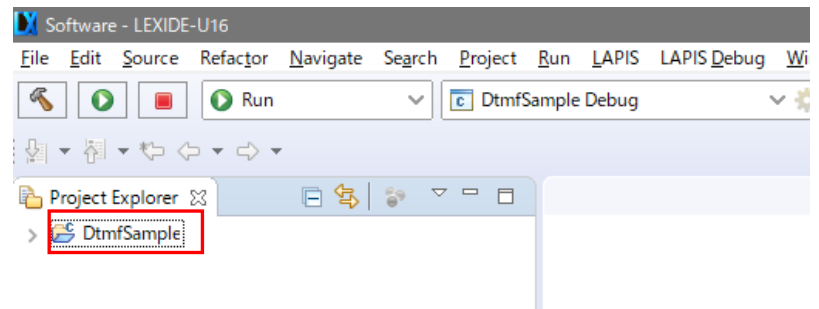 Software - LEXIDE-U16
File Edit Source Refactor Navigate Search Project Run LAPIS LAPIS Debug Wi
Run DtmfSample Debug
Project Explorer
DtmfSample